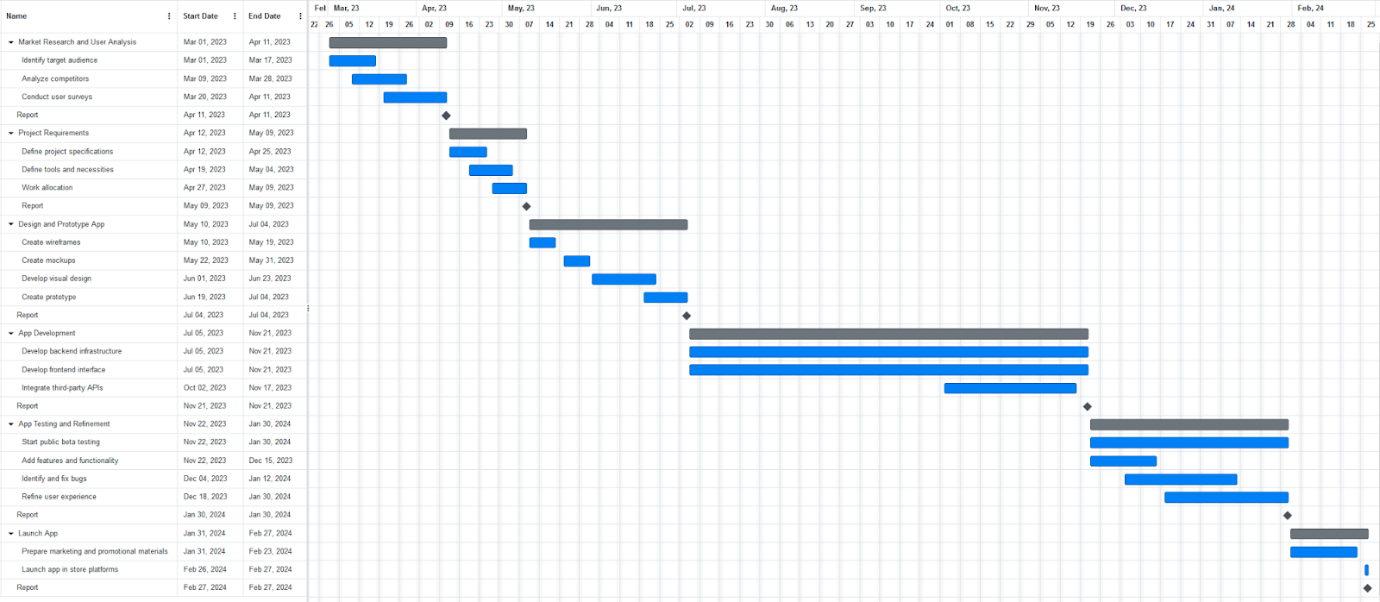 Name Start Date End Date Fel Mar, 23 Apr, 23 May, 23 Jun, 23 Jul, 23 Aug, 23 Sep, 23 Oct, 23 Nov, 23 Dec, 23 Jan, 24 Feb, 24
22 26 05 12 19 26 02 09 16 23 30 07 14 21 28 04 11 18 25 02 09 16 23 30 06 13 20 27 03 10 17 24 01 08 15 22 29 05 12 19 26 03 10 17 24 31 07 14 21 28 04 11 18 25
Market Research and User Analysis Mar 01, 2023 Apr 11, 2023
Identify target audience Mar 01, 2023 Mar 17, 2023
Analyze competitors Mar 09, 2023 Mar 28, 2023
Conduct user surveys Mar 20, 2023 Apr 11, 2023
Report Apr 11, 2023 Apr 11, 2023
Project Requirements Apr 12, 2023 May 09, 2023
Define project specifications Apr 12, 2023 Apr 25, 2023
Define tools and necessities Apr 19, 2023 May 04, 2023
Work allocation Apr 27, 2023 May 09, 2023
Report May 09, 2023 May 09, 2023
Design and Prototype App May 10, 2023 Jul 04, 2023
Create wireframes May 10, 2023 May 19, 2023
Create mockups May 22, 2023 May 31, 2023
Develop visual design Jun 01, 2023 Jun 23, 2023
Create prototype Jun 19, 2023 Jul 04, 2023
Report Jul 04, 2023 Jul 04, 2023
App Development Jul 05, 2023 Nov 21, 2023
Develop backend infrastructure Jul 05, 2023 Nov 21, 2023
Develop frontend interface Jul 05, 2023 Nov 21, 2023
Integrate third-party APIs Oct 02, 2023 Nov 17, 2023
Report Nov 21, 2023 Nov 21, 2023
App Testing and Refinement Nov 22, 2023 Jan 30, 2024
Start public beta testing Nov 22, 2023 Jan 30, 2024
Add features and functionality Nov 22, 2023 Dec 15, 2023
Identify and fix bugs Dec 04, 2023 Jan 12, 2024
Refine user experience Dec 18, 2023 Jan 30, 2024
Report Jan 30, 2024 Jan 30, 2024
Launch App Jan 31, 2024 Feb 27, 2024
Prepare marketing and promotional materials Jan 31, 2024 Feb 23, 2024
Launch app in store platforms Feb 26, 2024 Feb 27, 2024
Report Feb 27, 2024 Feb 27, 2024